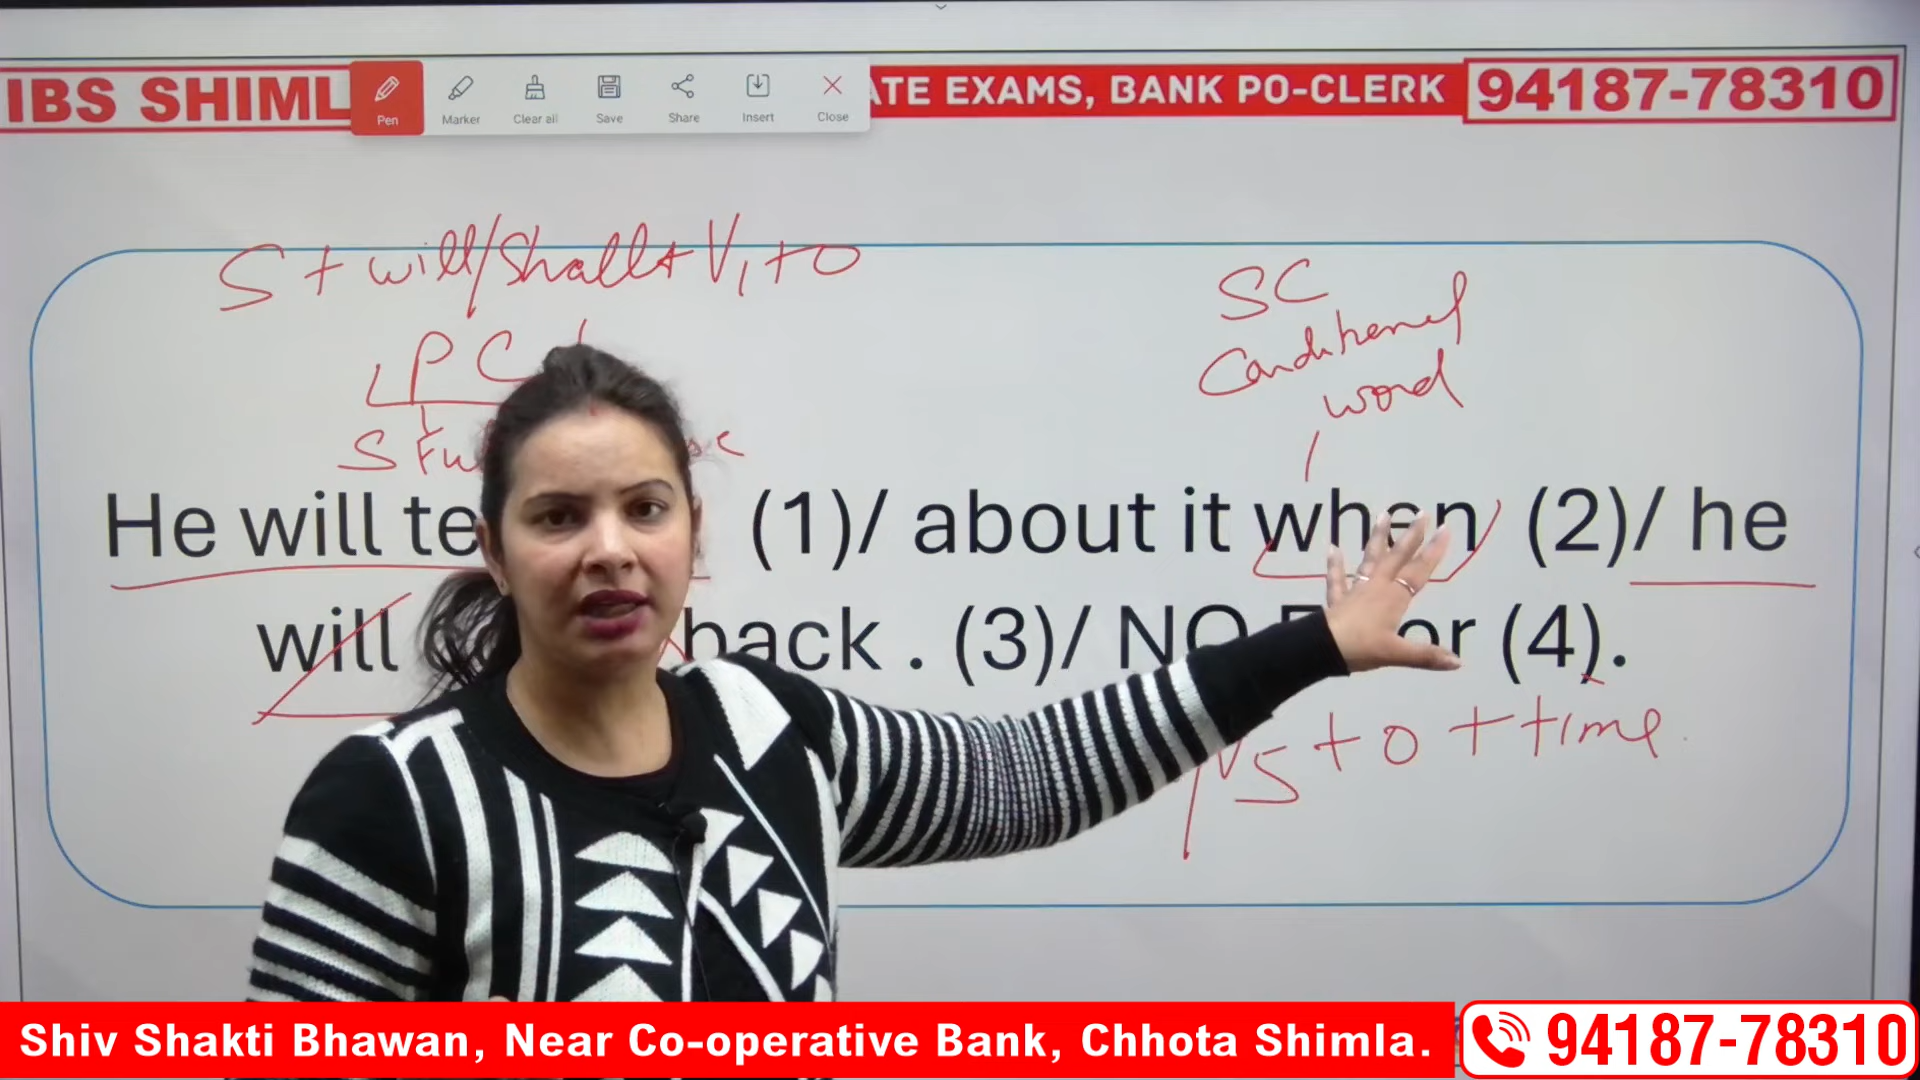 IBS SHIML
ATE EXAMS, BANK PO-CLERK
94187-78310
Pen
Marker
Clear all
Save
Share
Insert
Close
S + will/shall + V1 + O
PC
SC
Conditional
word
He will (1)/ about it when (2)/ he
will back . (3)/ NO (4).
V5 + O + time
Shiv Shakti Bhawan, Near Co-operative Bank, Chhota Shimla.
94187-78310